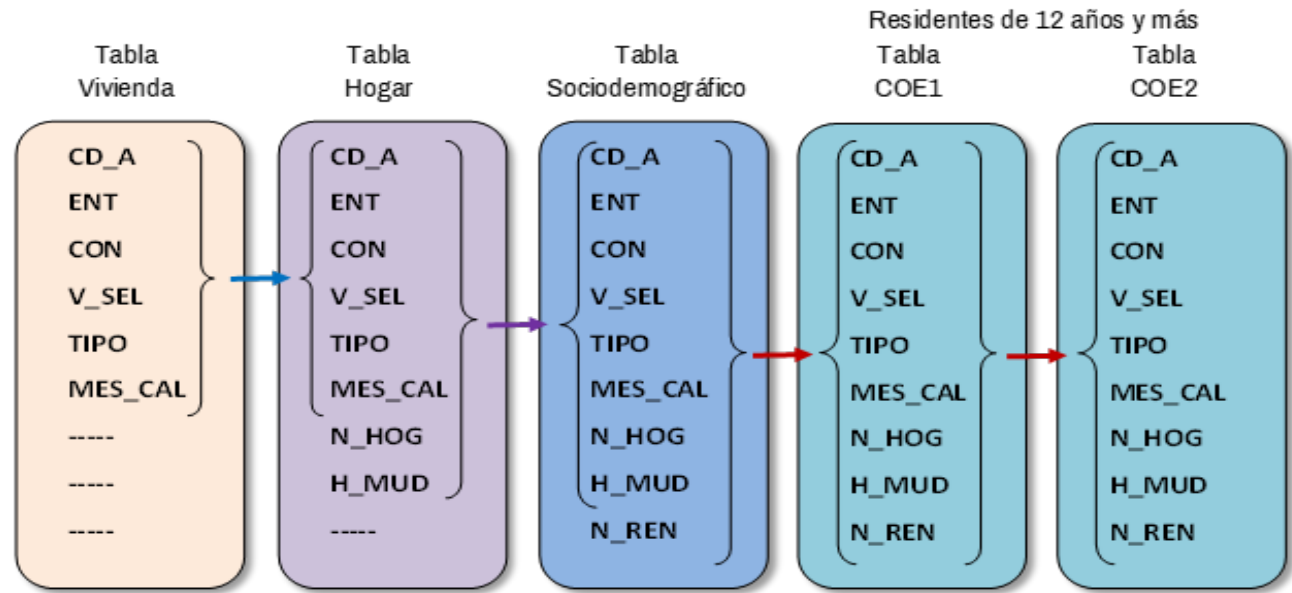 Residentes de 12 años y más
Tabla
Vivienda
Tabla
Hogar
Tabla
Sociodemográfico
Tabla
COE1
Tabla
COE2
CD_A
ENT
CON
V_SEL
TIPO
MES_CAL
-----
-----
-----
CD_A
ENT
CON
V_SEL
TIPO
MES_CAL
N_HOG
H_MUD
-----
CD_A
ENT
CON
V_SEL
TIPO
MES_CAL
N_HOG
H_MUD
N_REN
CD_A
ENT
CON
V_SEL
TIPO
MES_CAL
N_HOG
H_MUD
N_REN
CD_A
ENT
CON
V_SEL
TIPO
MES_CAL
N_HOG
H_MUD
N_REN